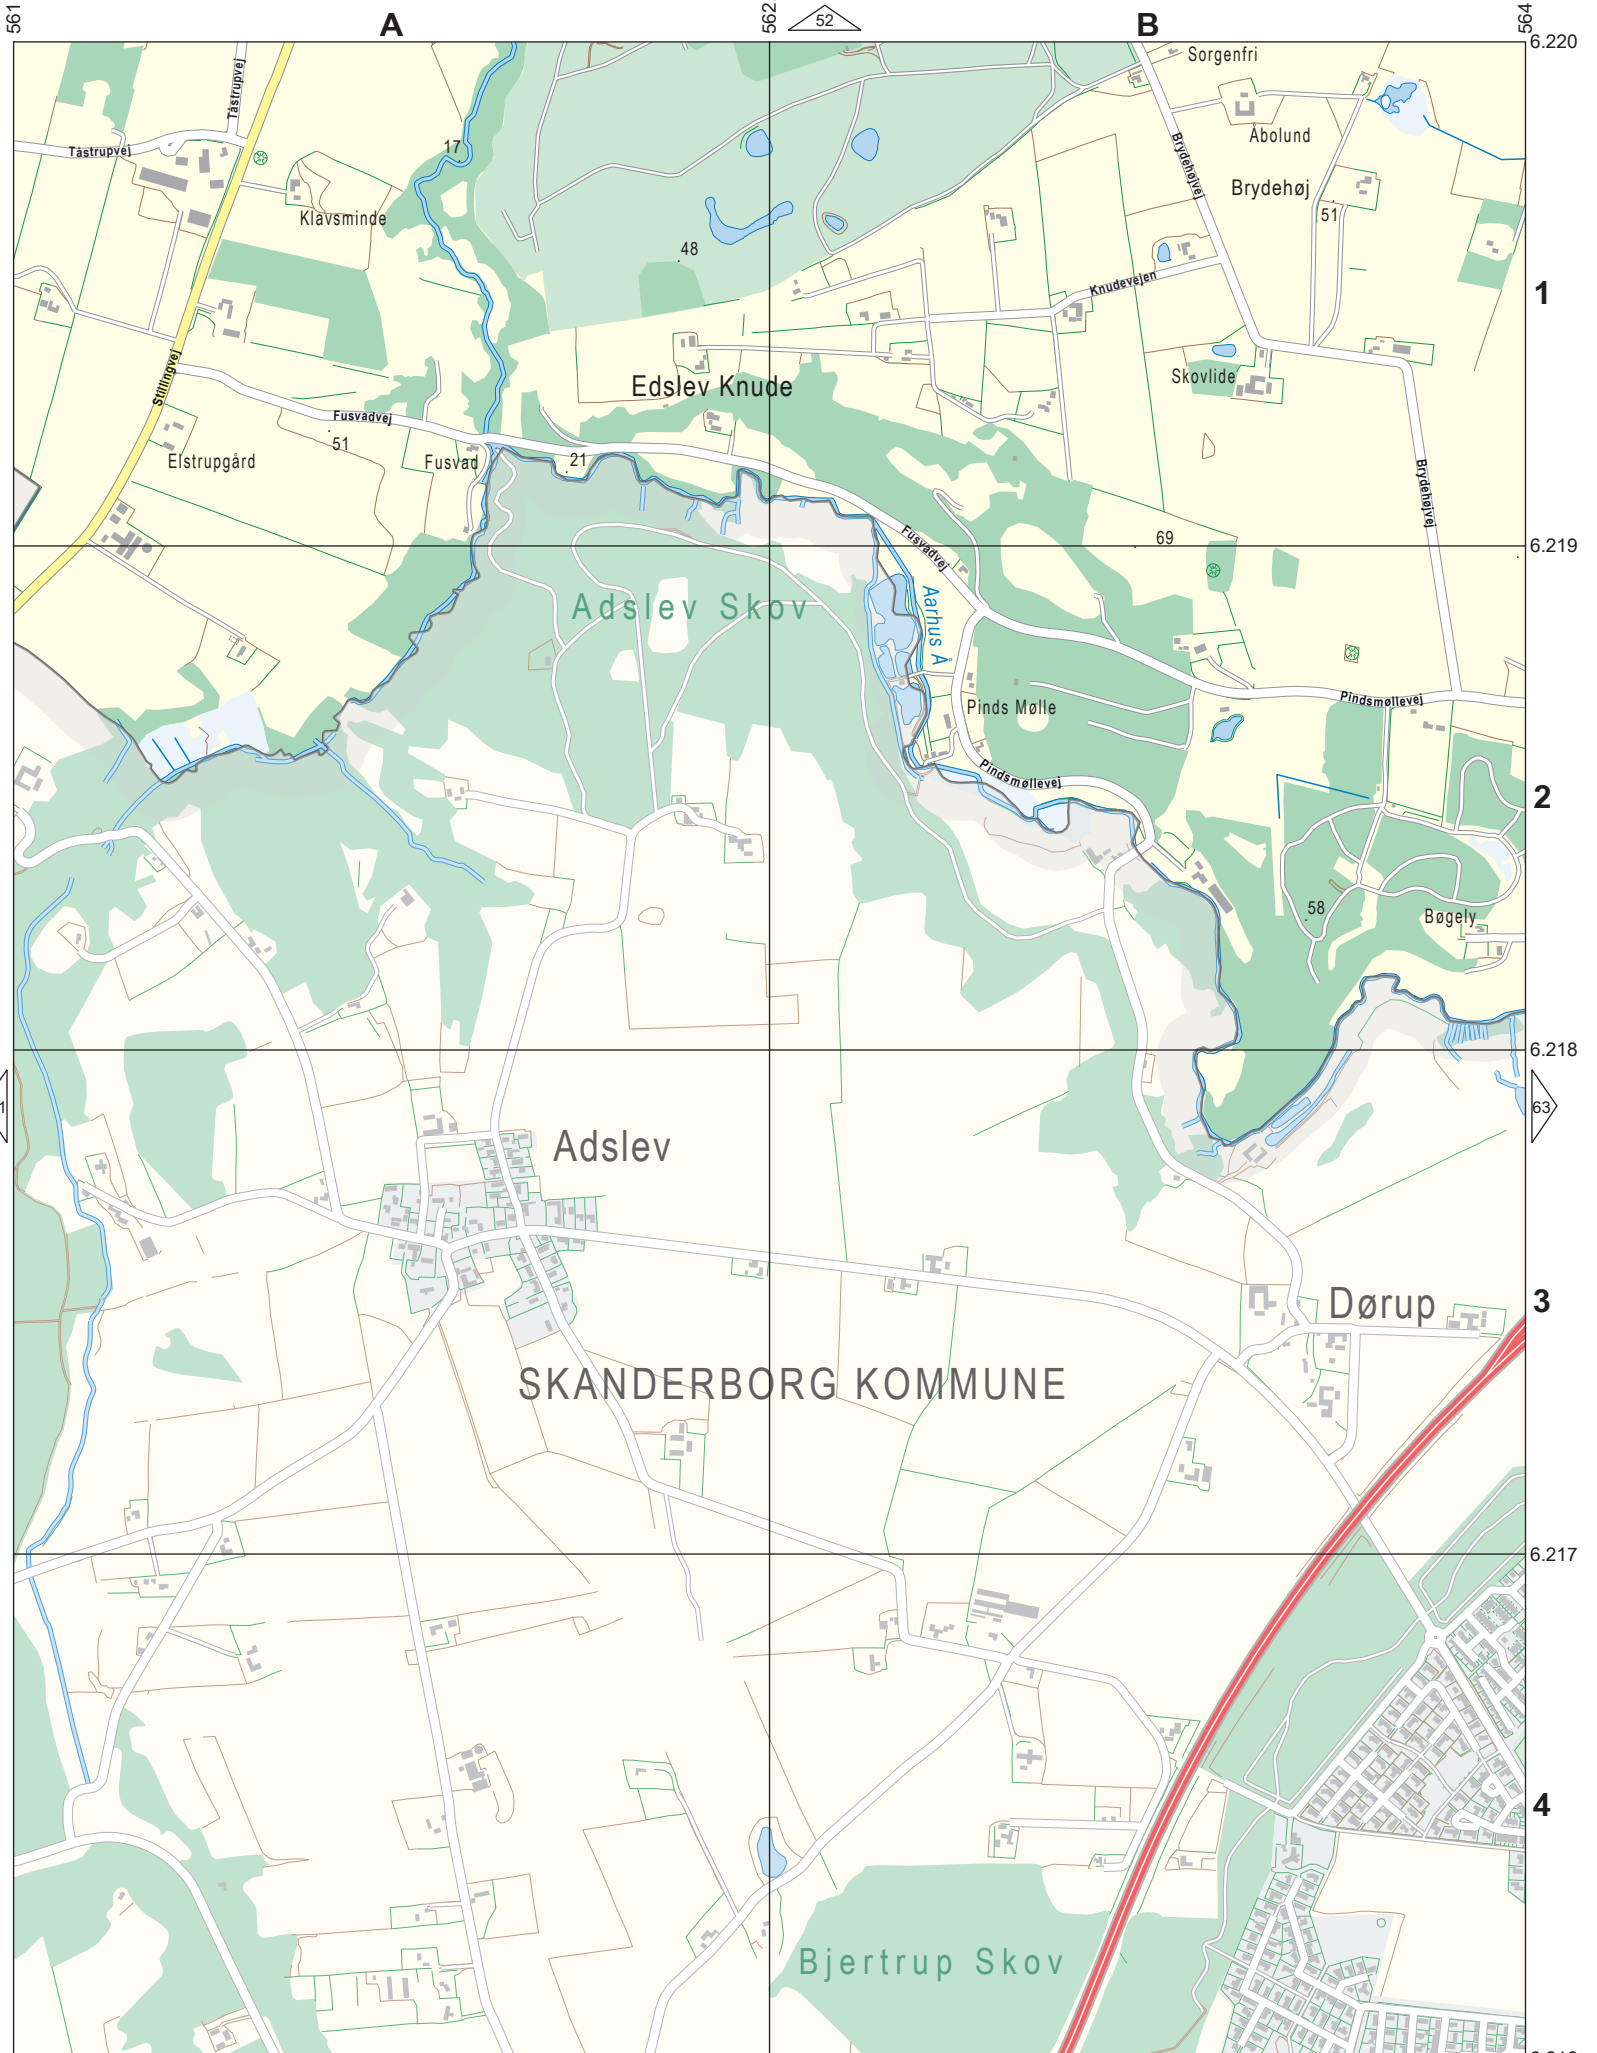 561
A
562
52
B
564
6.220
Sorgenfri
Tåstrupvej
Tåstrupvej
17
Åbolund
Brydehøjvej
Brydehøj
51
Klavsminde
48
Knudevejen
1
Stillingvej
Edslev Knude
Skovlide
Fusvadvej
51
Elstrupgård
Fusvad
21
Brydehøjvej
Fusvadvej
69
6.219
Adslev Skov
Aarhus Å
Pinds Mølle
Pindsmøllevej
Pindsmøllevej
2
58
Bøgely
6.218
1
63
Adslev
Dørup
3
SKANDERBORG KOMMUNE
6.217
4
Bjertrup Skov